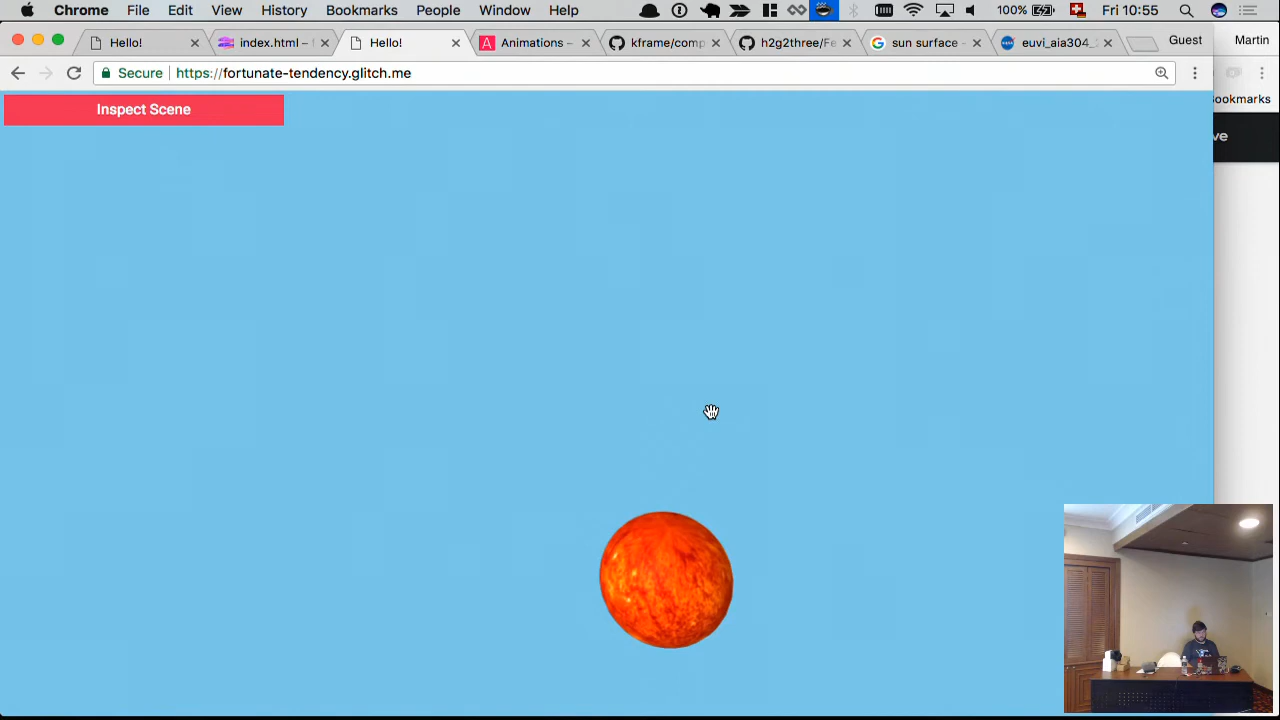 Chrome File Edit View History Bookmarks People Window Help 100% Fri 10:55
Hello! index.html – Hello! Animations – kframe/comp h2g2three/Fe sun surface - euvi_aia304_ Guest Martin
Secure https://fortunate-tendency.glitch.me
ookmarks
Inspect Scene
ve